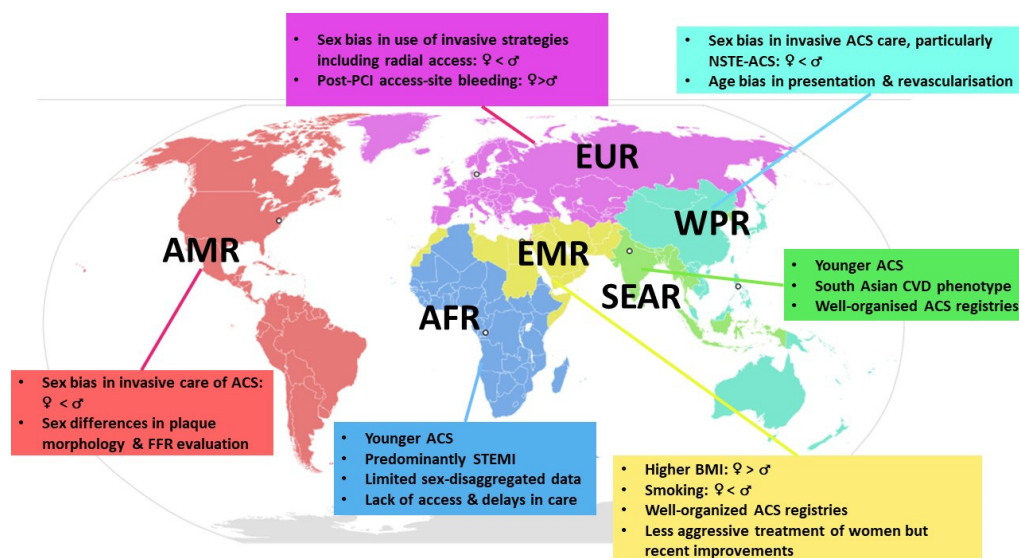 • Sex bias in use of invasive strategies
including radial access: ♀ < ♂
• Post-PCI access-site bleeding: ♀>♂
• Sex bias in invasive ACS care, particularly
NSTE-ACS: ♀ < ♂
• Age bias in presentation & revascularisation
EUR
WPR
AMR
EMR
SEAR
AFR
• Younger ACS
• South Asian CVD phenotype
• Well-organised ACS registries
• Sex bias in invasive care of ACS:
♀ < ♂
• Sex differences in plaque
morphology & FFR evaluation
• Younger ACS
• Predominantly STEMI
• Limited sex-disaggregated data
• Lack of access & delays in care
• Higher BMI: ♀ > ♂
• Smoking: ♀ < ♂
• Well-organized ACS registries
• Less aggressive treatment of women but
recent improvements